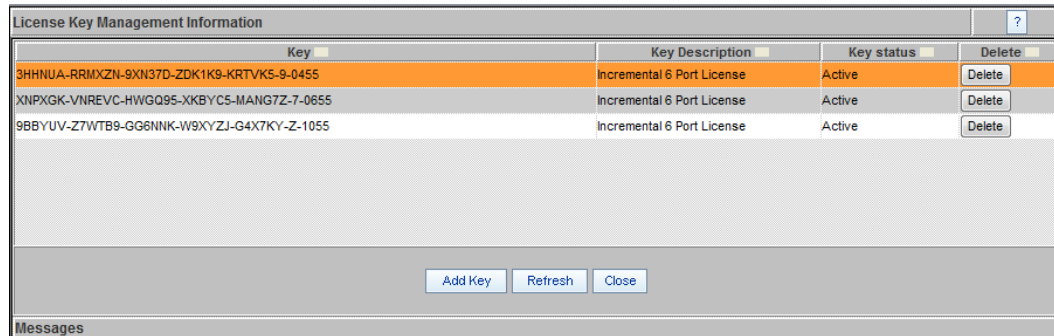 License Key Management Information ?
Key Key Description Key status Delete
3HHNUA-RRMXZN-9XN37D-ZDK1K9-KRTVK5-9-0455 Incremental 6 Port License Active Delete
XNPXGK-VNREVC-HWGQ95-XKBYC5-MANG7Z-7-0655 Incremental 6 Port License Active Delete
9BBYUV-Z7WTB9-GG6NNK-W9XYZJ-G4X7KY-Z-1055 Incremental 6 Port License Active Delete
Add Key Refresh Close
Messages